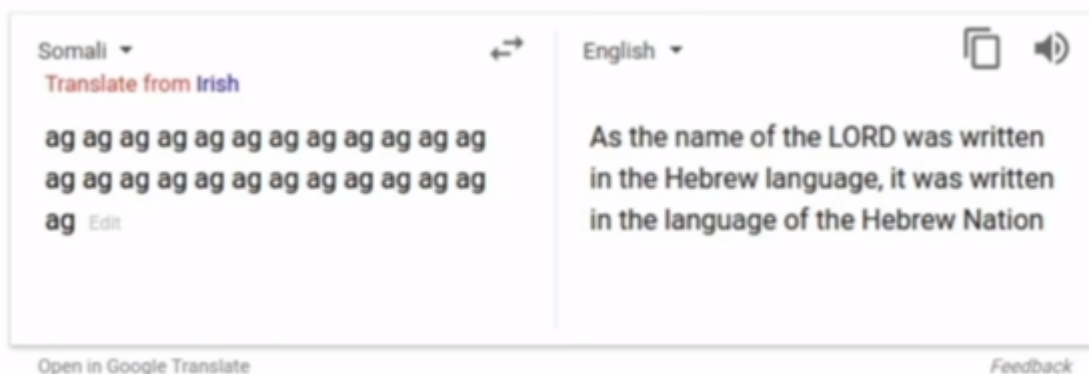 Somali
English
Translate from Irish
ag ag ag ag ag ag ag ag ag ag ag ag
ag ag ag ag ag ag ag ag ag ag ag ag
ag Edit
As the name of the LORD was written
in the Hebrew language, it was written
in the language of the Hebrew Nation
Open in Google Translate
Feedback